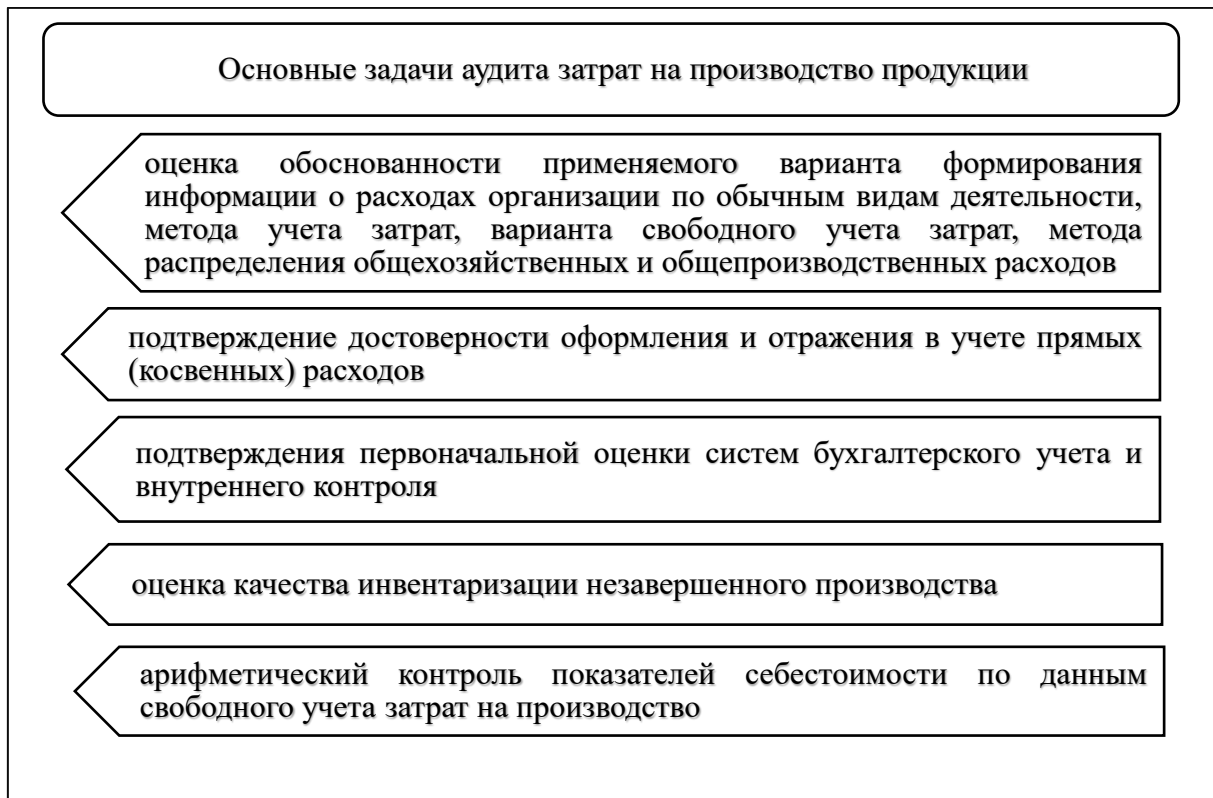 Основные задачи аудита затрат на производство продукции
оценка обоснованности применяемого варианта формирования
информации о расходах организации по обычным видам деятельности,
метода учета затрат, варианта свободного учета затрат, метода
распределения общехозяйственных и общепроизводственных расходов
подтверждение достоверности оформления и отражения в учете прямых
(косвенных) расходов
подтверждения первоначальной оценки систем бухгалтерского учета и
внутреннего контроля
оценка качества инвентаризации незавершенного производства
арифметический контроль показателей себестоимости по данным
свободного учета затрат на производство